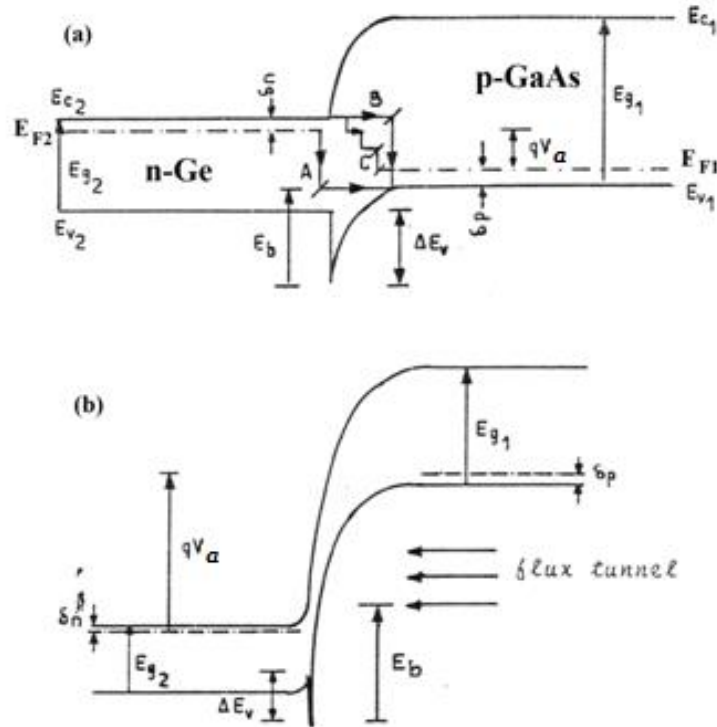 (a)
Ec1
p-GaAs
Eg1
δn
B
Ec2
EF2
Eg2
n-Ge
A
C
qVa
EF1
Ev1
δp
Ev2
Eb
ΔEv
(b)
Eg1
δp
qVa
flux tunnel
δn
Eg2
ΔEv
Eb